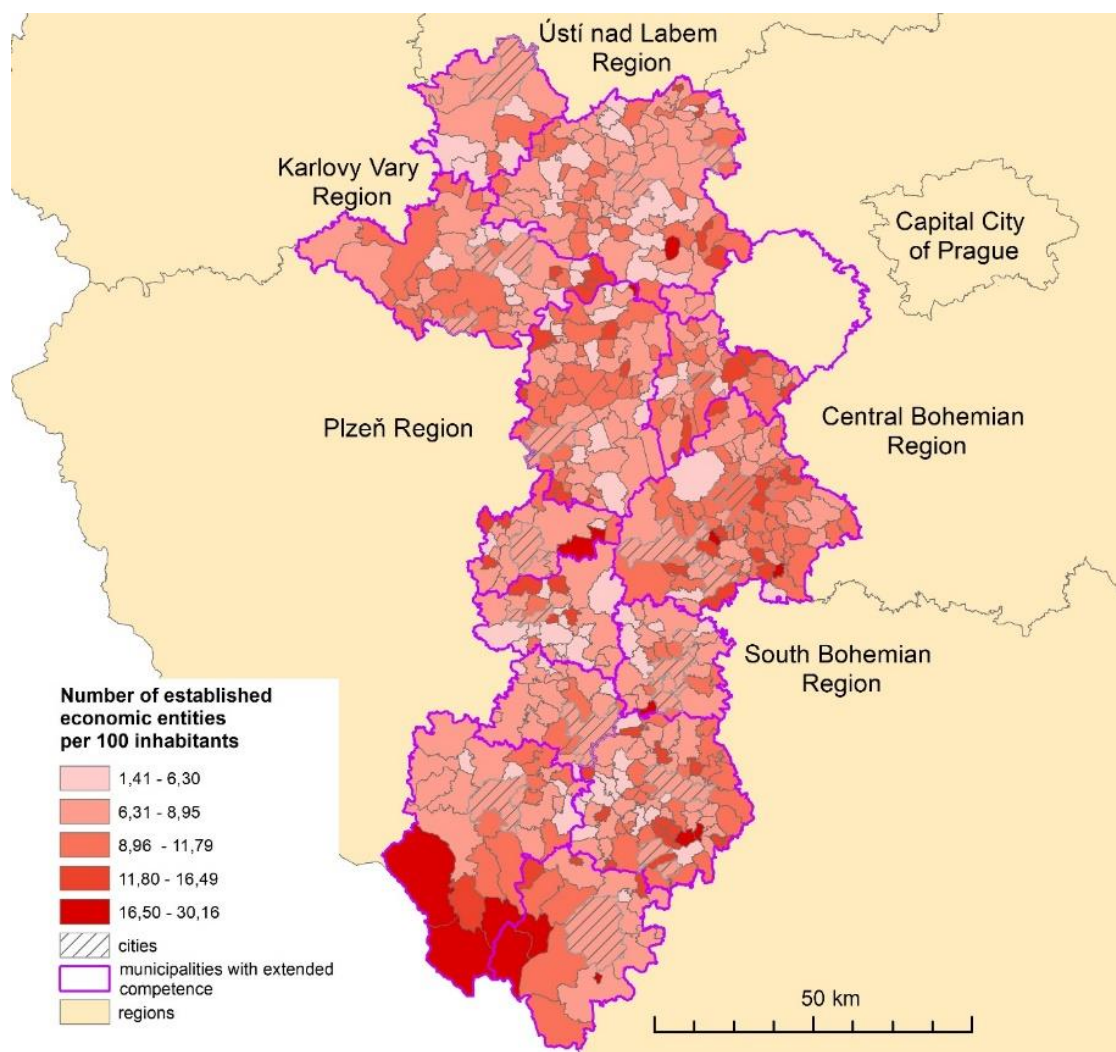 Ústí nad Labem
Region
Karlovy Vary
Region
Capital City
of Prague
Plzeň Region
Central Bohemian
Region
South Bohemian
Region
Number of established
economic entities
per 100 inhabitants
1,41 - 6,30
6,31 - 8,95
8,96 - 11,79
11,80 - 16,49
16,50 - 30,16
cities
municipalities with extended
competence
regions
50 km